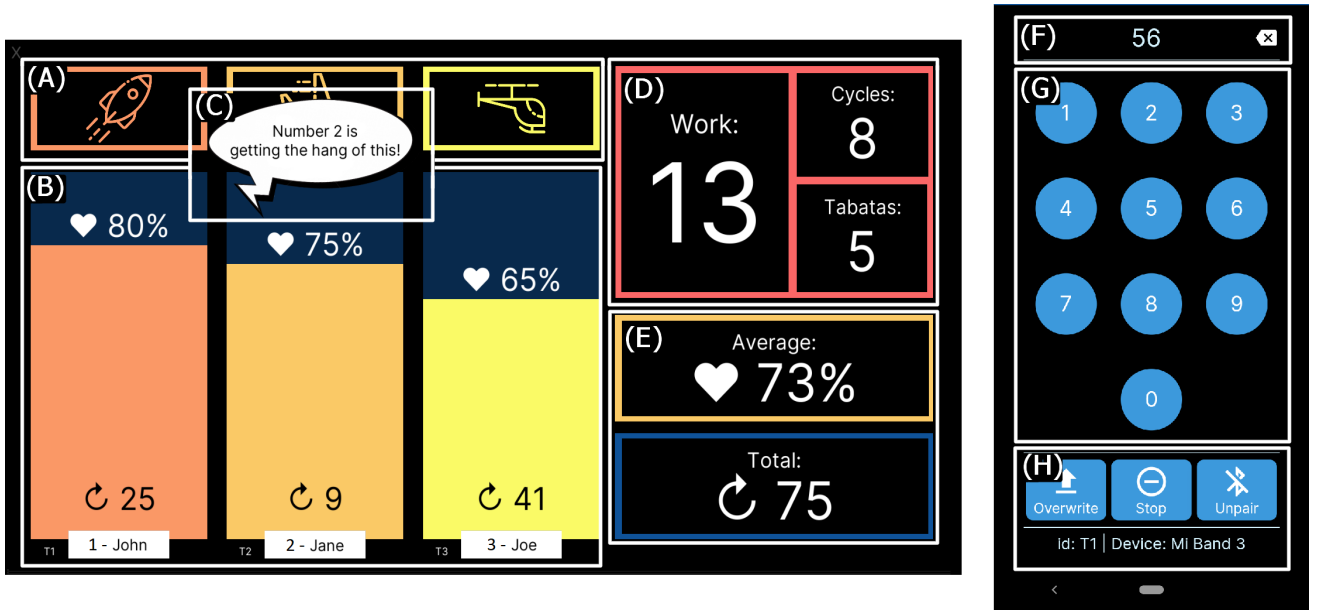 X
(A)
(C)
Number 2 is
getting the hang of this!
(B)
80%
75%
65%
25
9
41
T1
1 - John
T2
2 - Jane
T3
3 - Joe
(D)
Work:
13
Cycles:
8
Tabatas:
5
(E)
Average:
73%
Total:
75
(F)
56
(G)
1
2
3
4
5
6
7
8
9
0
(H)
Overwrite
Stop
Unpair
id: T1 | Device: Mi Band 3